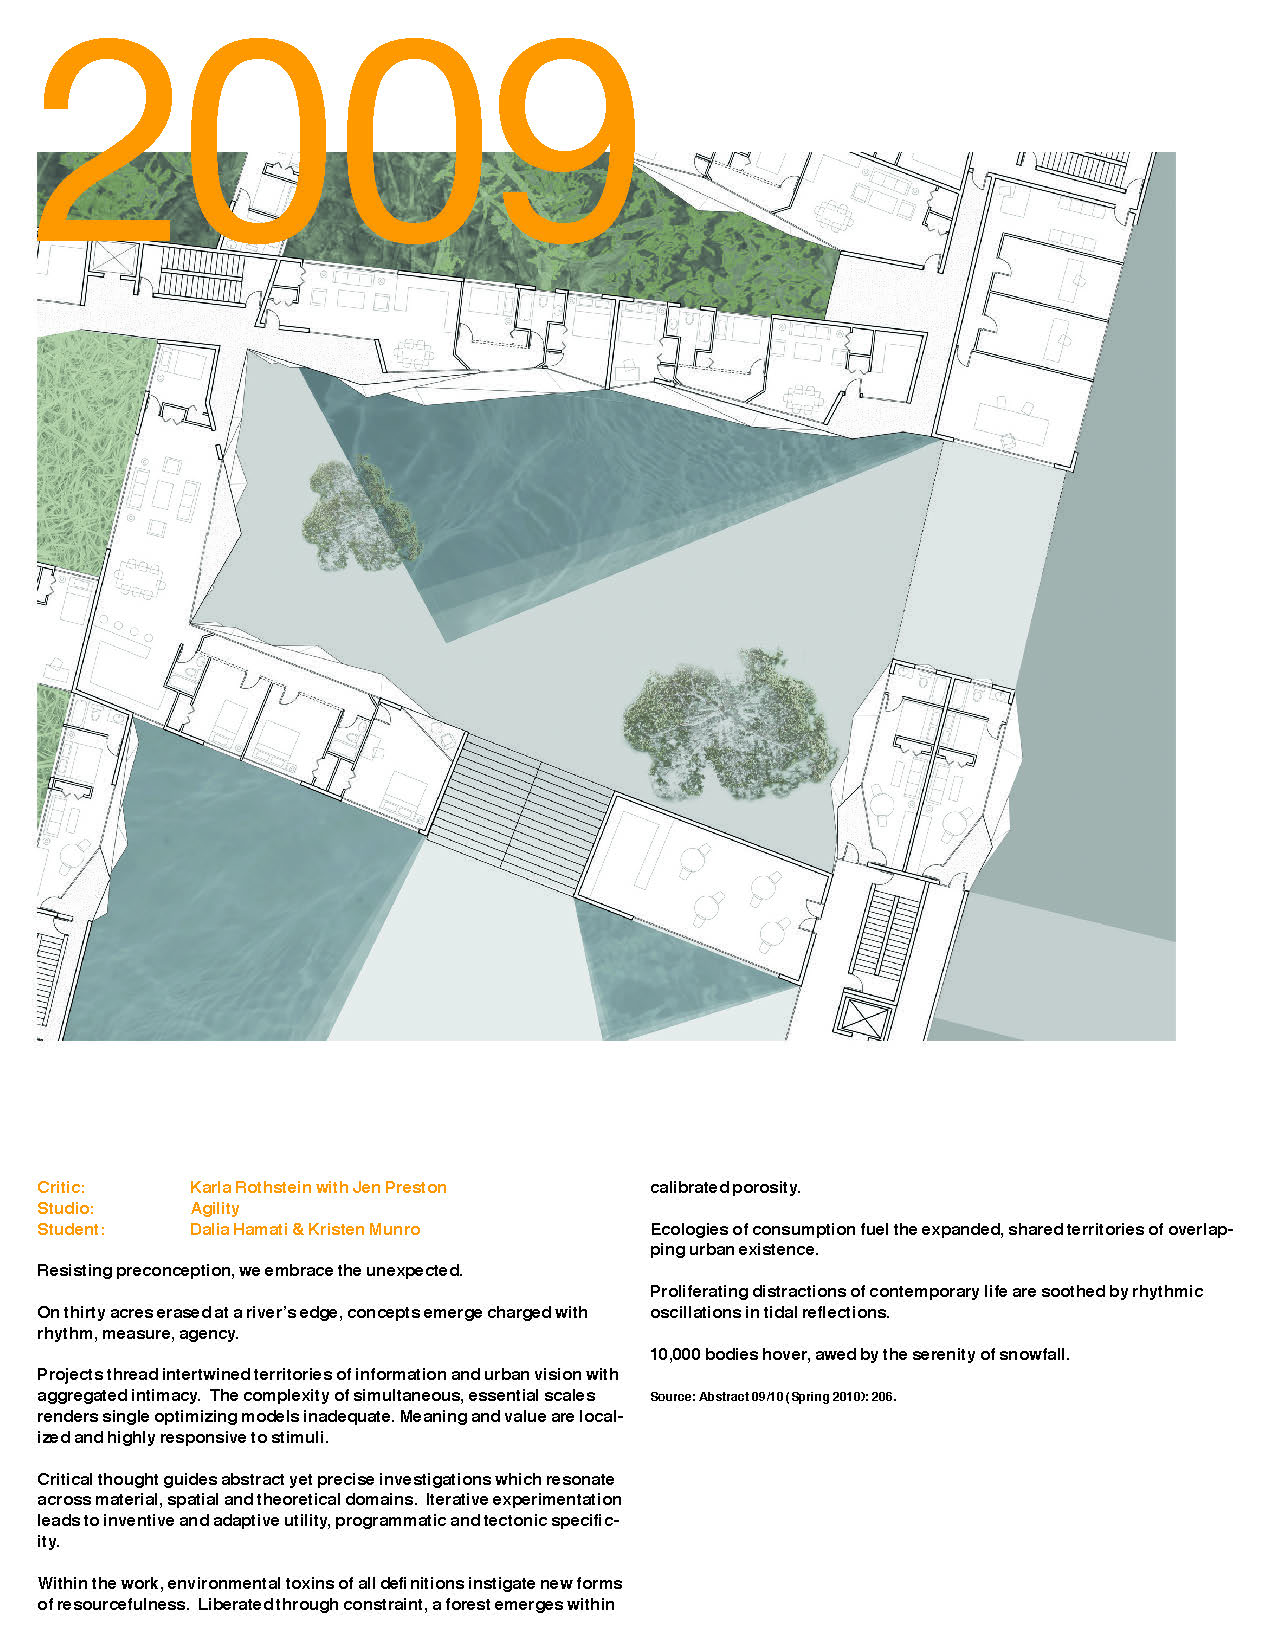 2009
Critic: Karla Rothstein with Jen Preston
Studio: Agility
Student: Dalia Hamati & Kristen Munro
Resisting preconception, we embrace the unexpected.
On thirty acres erased at a river's edge, concepts emerge charged with
rhythm, measure, agency.
Projects thread intertwined territories of information and urban vision with
aggregated intimacy.  The complexity of simultaneous, essential scales
renders single optimizing models inadequate. Meaning and value are local-
ized and highly responsive to stimuli.
Critical thought guides abstract yet precise investigations which resonate
across material, spatial and theoretical domains.  Iterative experimentation
leads to inventive and adaptive utility, programmatic and tectonic specific-
ity.
Within the work, environmental toxins of all definitions instigate new forms
of resourcefulness.  Liberated through constraint, a forest emerges within
calibrated porosity.
Ecologies of consumption fuel the expanded, shared territories of overlap-
ping urban existence.
Proliferating distractions of contemporary life are soothed by rhythmic
oscillations in tidal reflections.
10,000 bodies hover, awed by the serenity of snowfall.
Source: Abstract 09/10 (Spring 2010): 206.